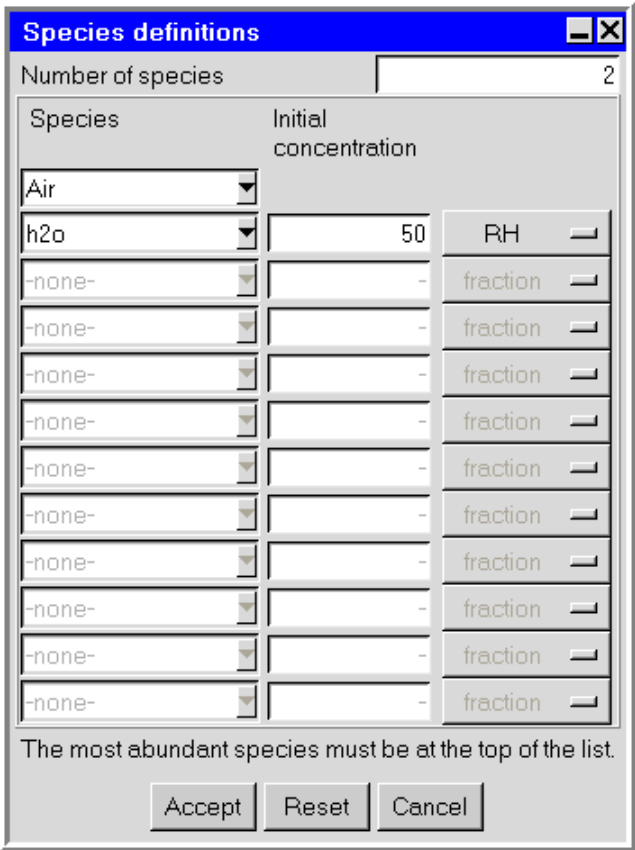 Species definitions
Number of species 2
Species Initial concentration
Air
h2o 50 RH
-none- - fraction
-none- - fraction
-none- - fraction
-none- - fraction
-none- - fraction
-none- - fraction
-none- - fraction
-none- - fraction
-none- - fraction
-none- - fraction
The most abundant species must be at the top of the list.
Accept Reset Cancel